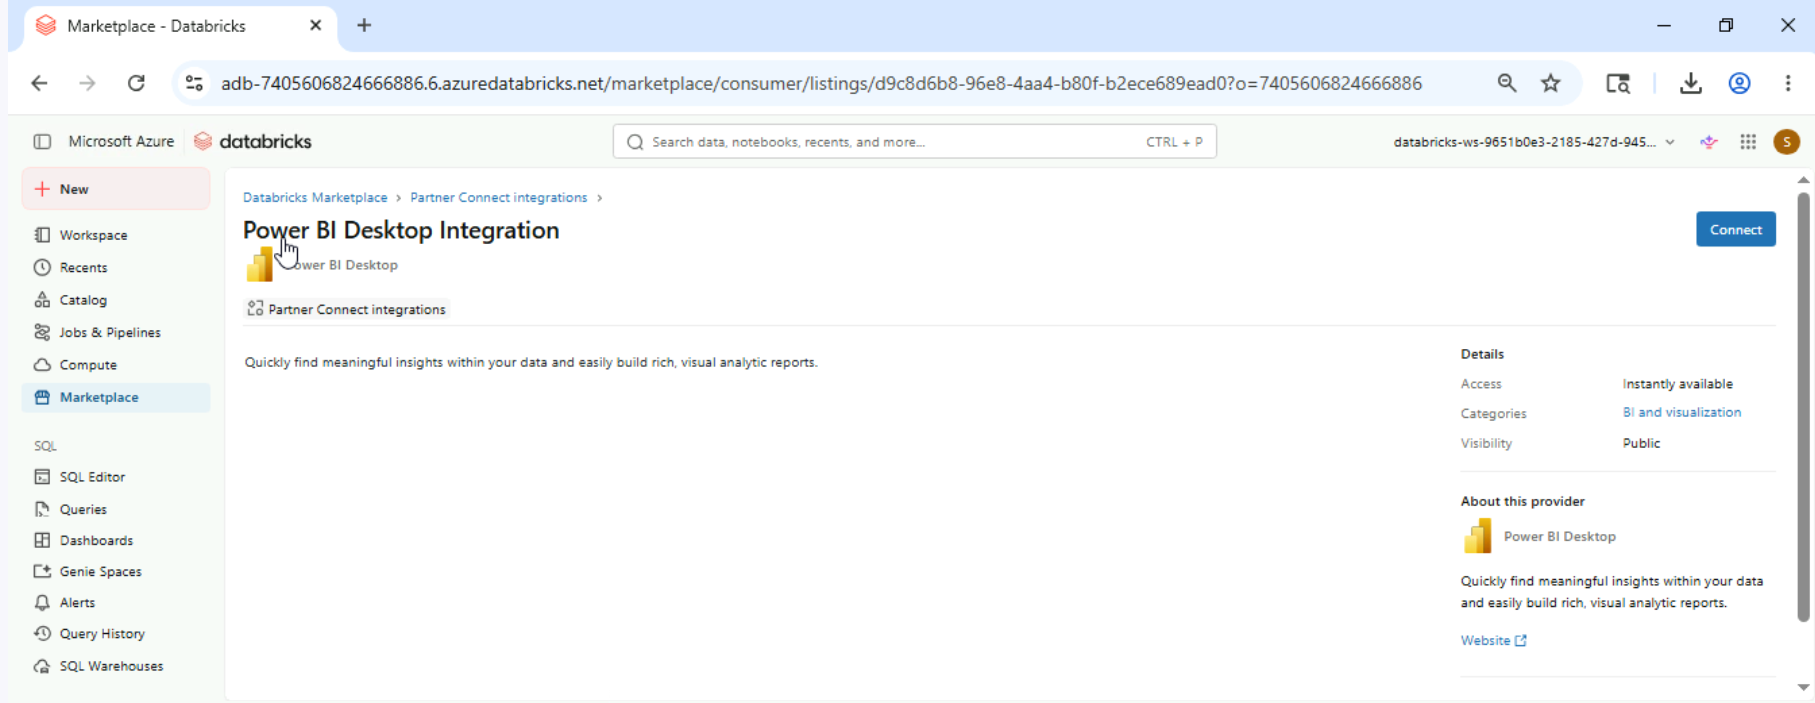 Marketplace - Databricks
adb-7405606824666886.6.azuredatabricks.net/marketplace/consumer/listings/d9c8d6b8-96e8-4aa4-b80f-b2ece689ead0?o=7405606824666886
Microsoft Azure databricks
Search data, notebooks, recents, and more... CTRL + P
databricks-ws-9651b0e3-2185-427d-945... S
New
Workspace
Recents
Catalog
Jobs & Pipelines
Compute
Marketplace
SQL
SQL Editor
Queries
Dashboards
Genie Spaces
Alerts
Query History
SQL Warehouses
Databricks Marketplace > Partner Connect integrations >
Power BI Desktop Integration
Connect
Power BI Desktop
Partner Connect integrations
Quickly find meaningful insights within your data and easily build rich, visual analytic reports.
Details
Access Instantly available
Categories BI and visualization
Visibility Public
About this provider
Power BI Desktop
Quickly find meaningful insights within your data
and easily build rich, visual analytic reports.
Website